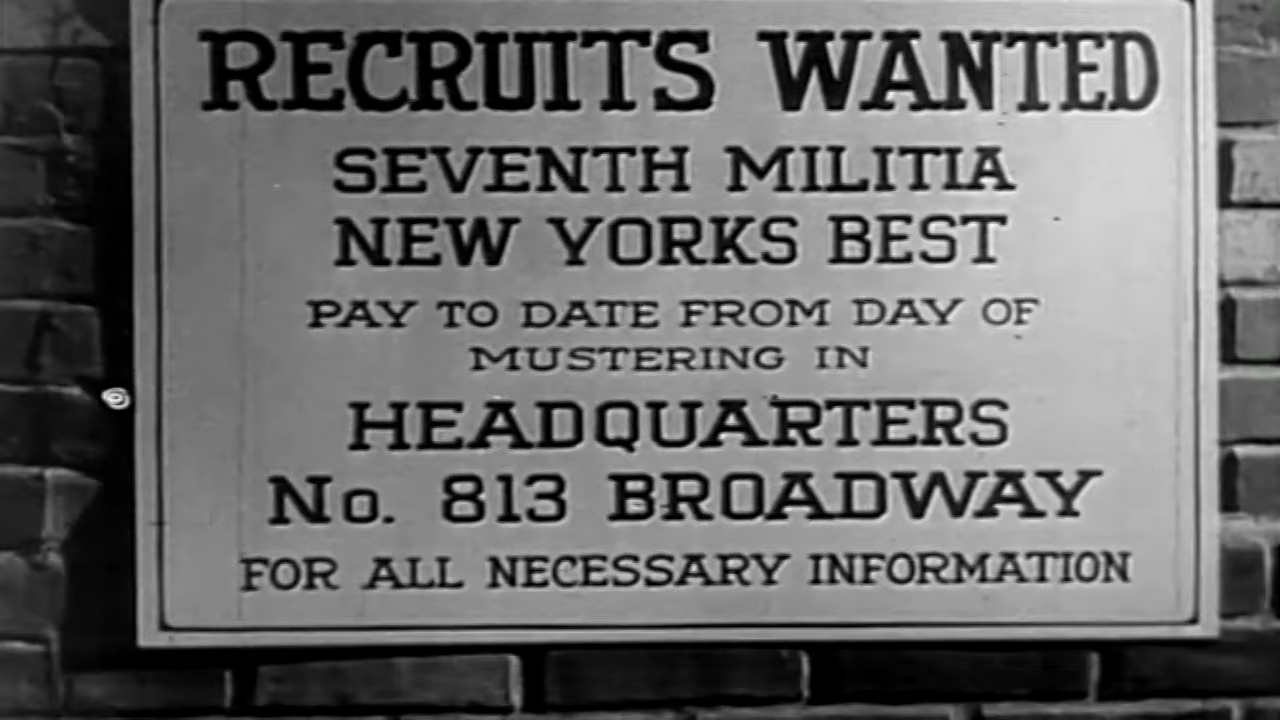 RECRUITS WANTED
SEVENTH MILITIA
NEW YORKS BEST
PAY TO DATE FROM DAY OF
MUSTERING IN
HEADQUARTERS
No. 813 BROADWAY
FOR ALL NECESSARY INFORMATION